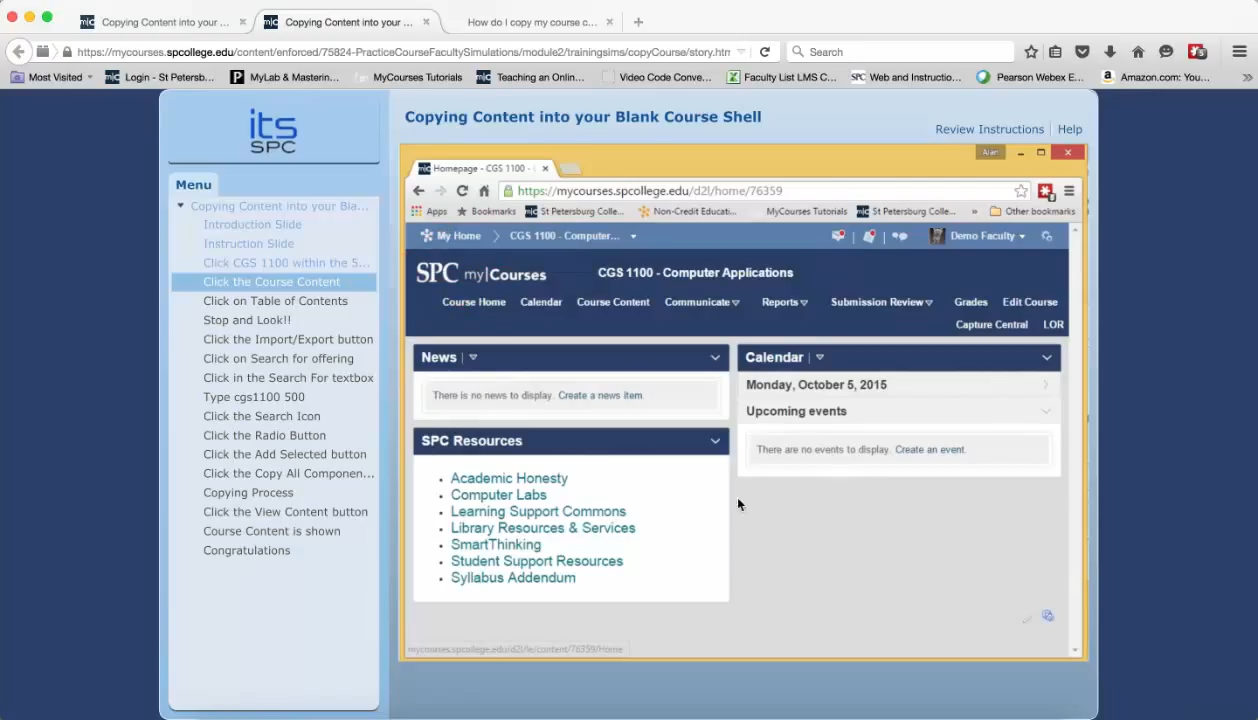 Copying Content into your ...
Copying Content into your ...
How do I copy my course c...
https://mycourses.spcollege.edu/content/enforced/75824-PracticeCourseFacultySimulations/module2/trainingsims/copyCourse/story.htm
Search
Most Visited
Login - St Petersb...
MyLab & Masterin...
MyCourses Tutorials
Teaching an Onlin...
Video Code Conve...
Faculty List LMS C...
Web and Instructio...
Pearson Webex E...
Amazon.com: You...
its
SPC
Copying Content into your Blank Course Shell
Review Instructions
Help
Menu
Copying Content into your Bla...
Introduction Slide
Instruction Slide
Click CGS 1100 within the 5...
Click the Course Content
Click on Table of Contents
Stop and Look!!
Click the Import/Export button
Click on Search for offering
Click in the Search For textbox
Type cgs1100 500
Click the Search Icon
Click the Radio Button
Click the Add Selected button
Click the Copy All Componen...
Copying Process
Click the View Content button
Course Content is shown
Congratulations
Alan
Homepage - CGS 1100 -
https://mycourses.spcollege.edu/d2l/home/76359
Apps
Bookmarks
St Petersburg Colle...
Non-Credit Educati...
MyCourses Tutorials
St Petersburg Colle...
Other bookmarks
My Home
CGS 1100 - Computer...
Demo Faculty
SPC my|Courses
CGS 1100 - Computer Applications
Course Home
Calendar
Course Content
Communicate
Reports
Submission Review
Grades
Edit Course
Capture Central
LOR
News
There is no news to display. Create a news item.
SPC Resources
Academic Honesty
Computer Labs
Learning Support Commons
Library Resources & Services
SmartThinking
Student Support Resources
Syllabus Addendum
Calendar
Monday, October 5, 2015
Upcoming events
There are no events to display. Create an event.
mycourses.spcollege.edu/d2l/le/content/76359/Home